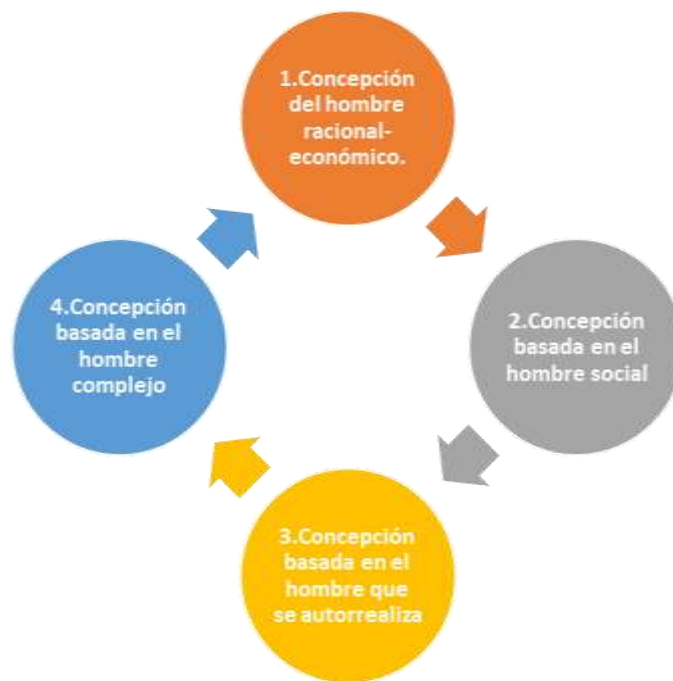 1.Concepción
del hombre
racional-
económico.
2.Concepción
basada en el
hombre social
3.Concepción
basada en el
hombre que
se autorrealiza
4.Concepción
basada en el
hombre
complejo